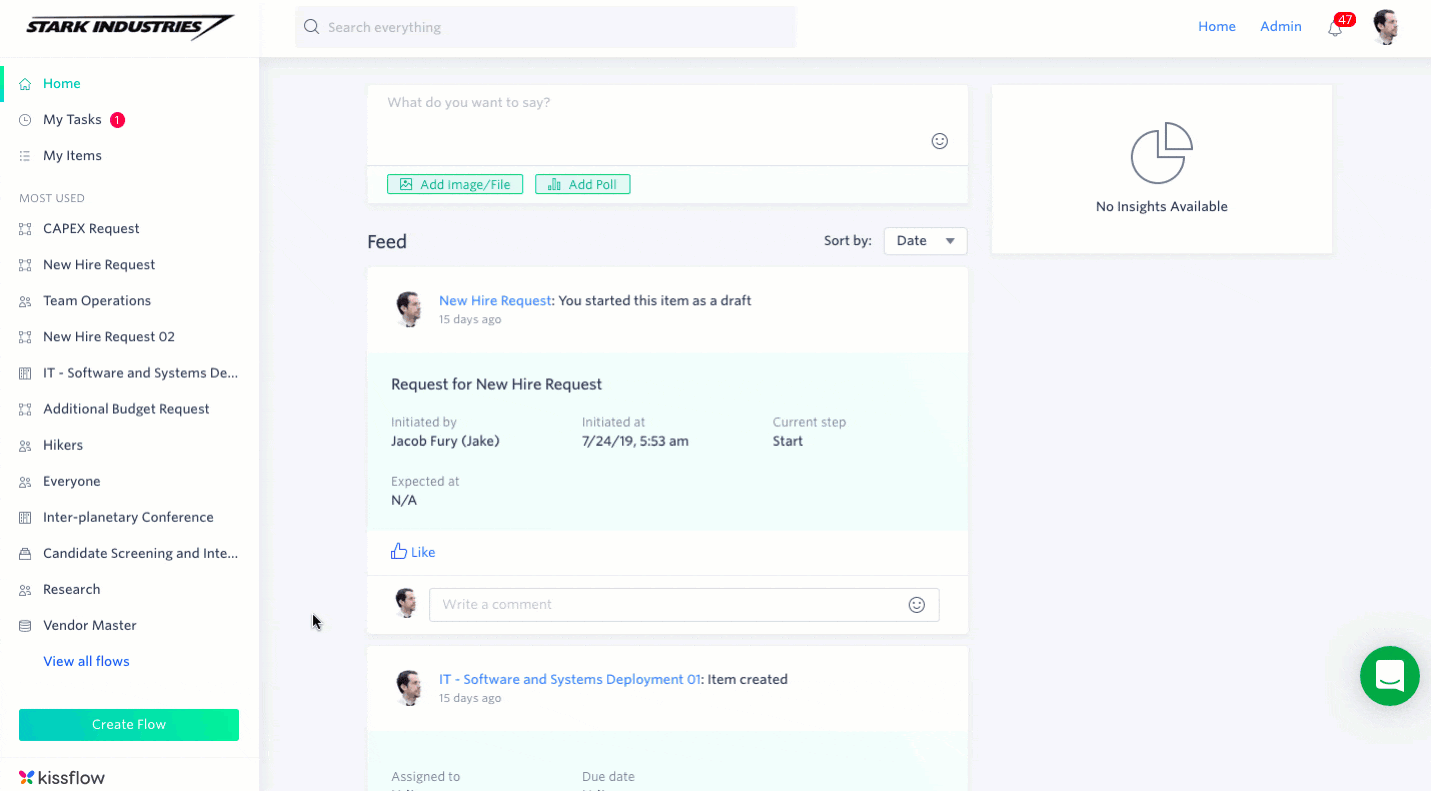 STARK INDUSTRIES
Search everything
Home
Admin
47
Home
My Tasks 1
My Items
MOST USED
CAPEX Request
New Hire Request
Team Operations
New Hire Request 02
IT - Software and Systems De...
Additional Budget Request
Hikers
Everyone
Inter-planetary Conference
Candidate Screening and Inte...
Research
Vendor Master
View all flows
Create Flow
kissflow
What do you want to say?
Add Image/File
Add Poll
Feed
Sort by: Date
New Hire Request: You started this item as a draft
15 days ago
Request for New Hire Request
Initiated by
Jacob Fury (Jake)
Initiated at
7/24/19, 5:53 am
Current step
Start
Expected at
N/A
Like
Write a comment
IT - Software and Systems Deployment 01: Item created
15 days ago
Assigned to
Due date
No Insights Available